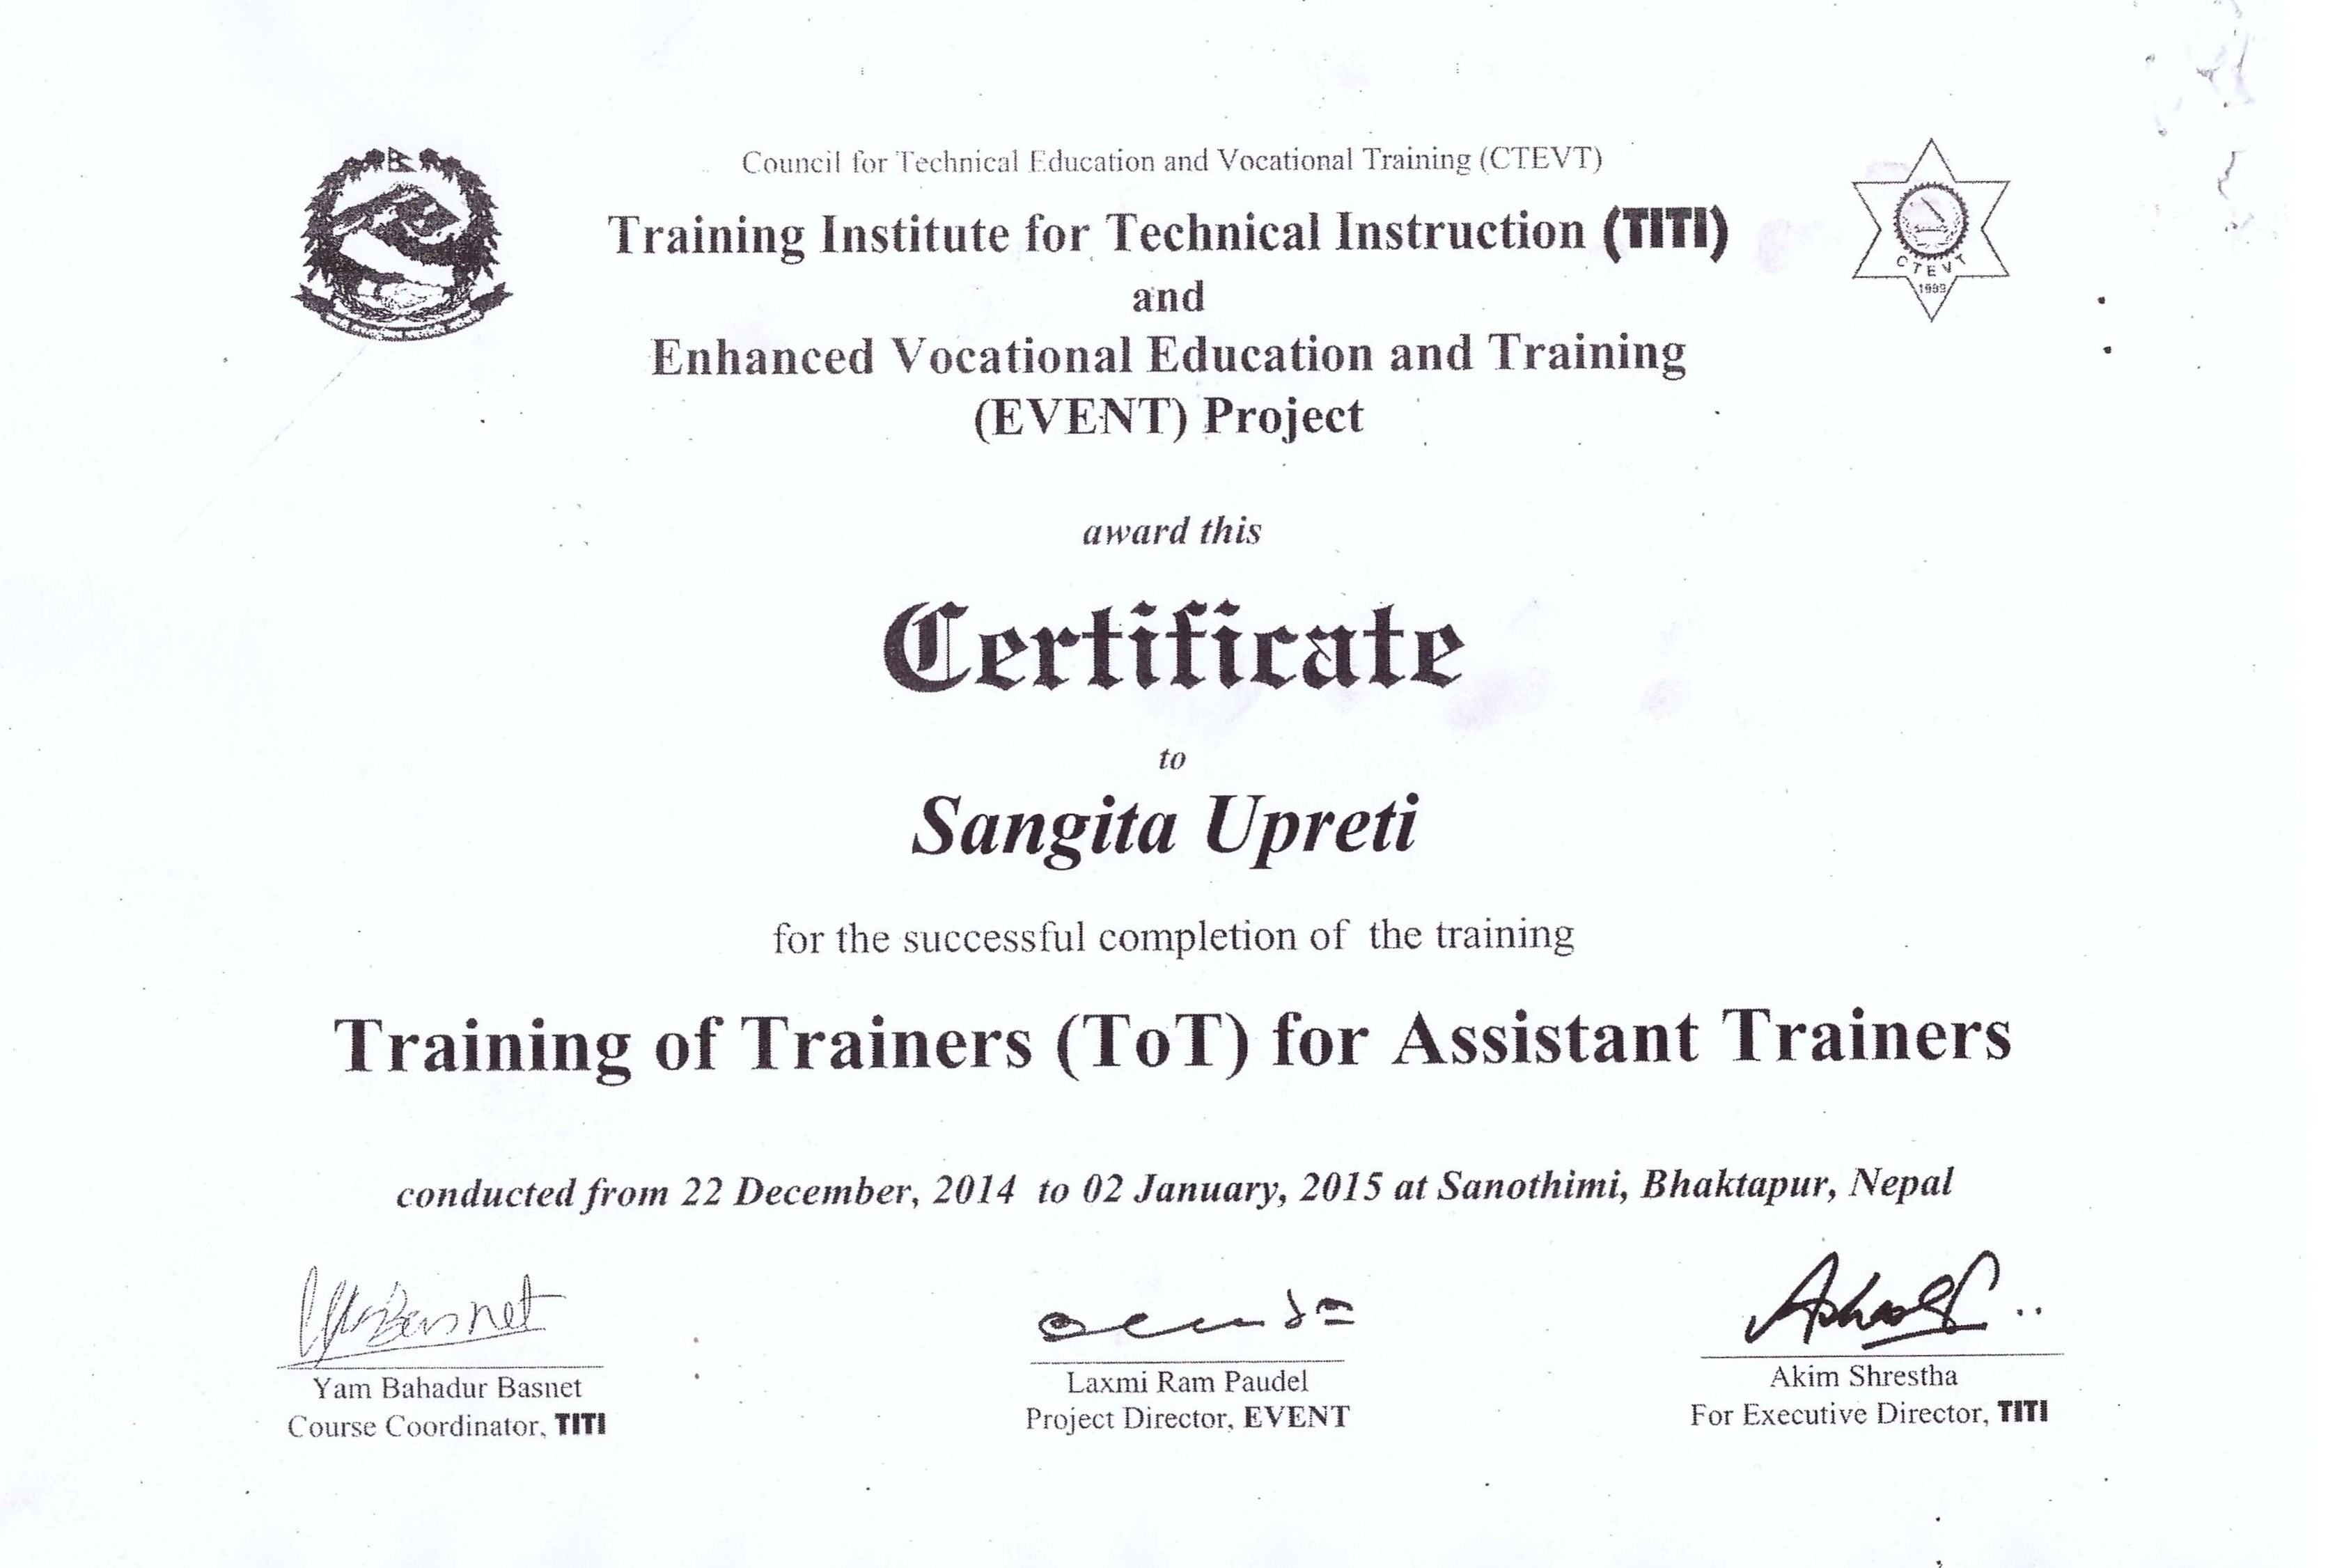 Council for Technical Education and Vocational Training (CTEVT)
Training Institute for Technical Instruction (TITI)
and
Enhanced Vocational Education and Training
(EVENT) Project
CTEVT
1989
award this
Certificate
to
Sangita Upreti
for the successful completion of the training
Training of Trainers (ToT) for Assistant Trainers
conducted from 22 December, 2014 to 02 January, 2015 at Sanothimi, Bhaktapur, Nepal
Yam Bahadur Basnet
Course Coordinator, TITI
Laxmi Ram Paudel
Project Director, EVENT
Akim Shrestha
For Executive Director, TITI